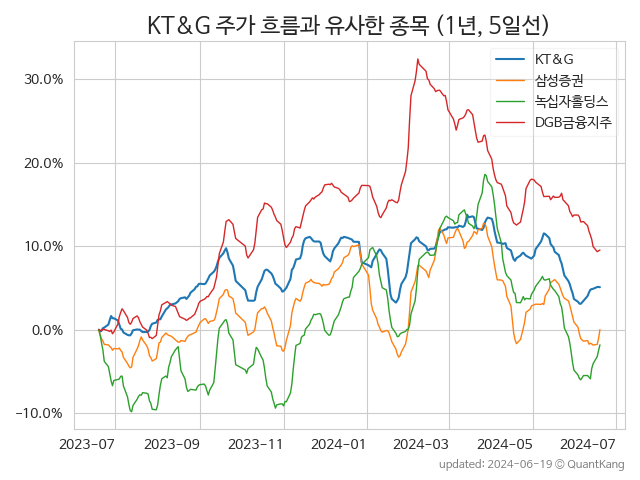 KT&G 주가 흐름과 유사한 종목 (1년, 5일선)
KT&G
삼성증권
녹십자홀딩스
DGB금융지주
30.0%
20.0%
10.0%
0.0%
−10.0%
2023-07 2023-09 2023-11 2024-01 2024-03 2024-05 2024-07
updated: 2024-06-19 © QuantKang